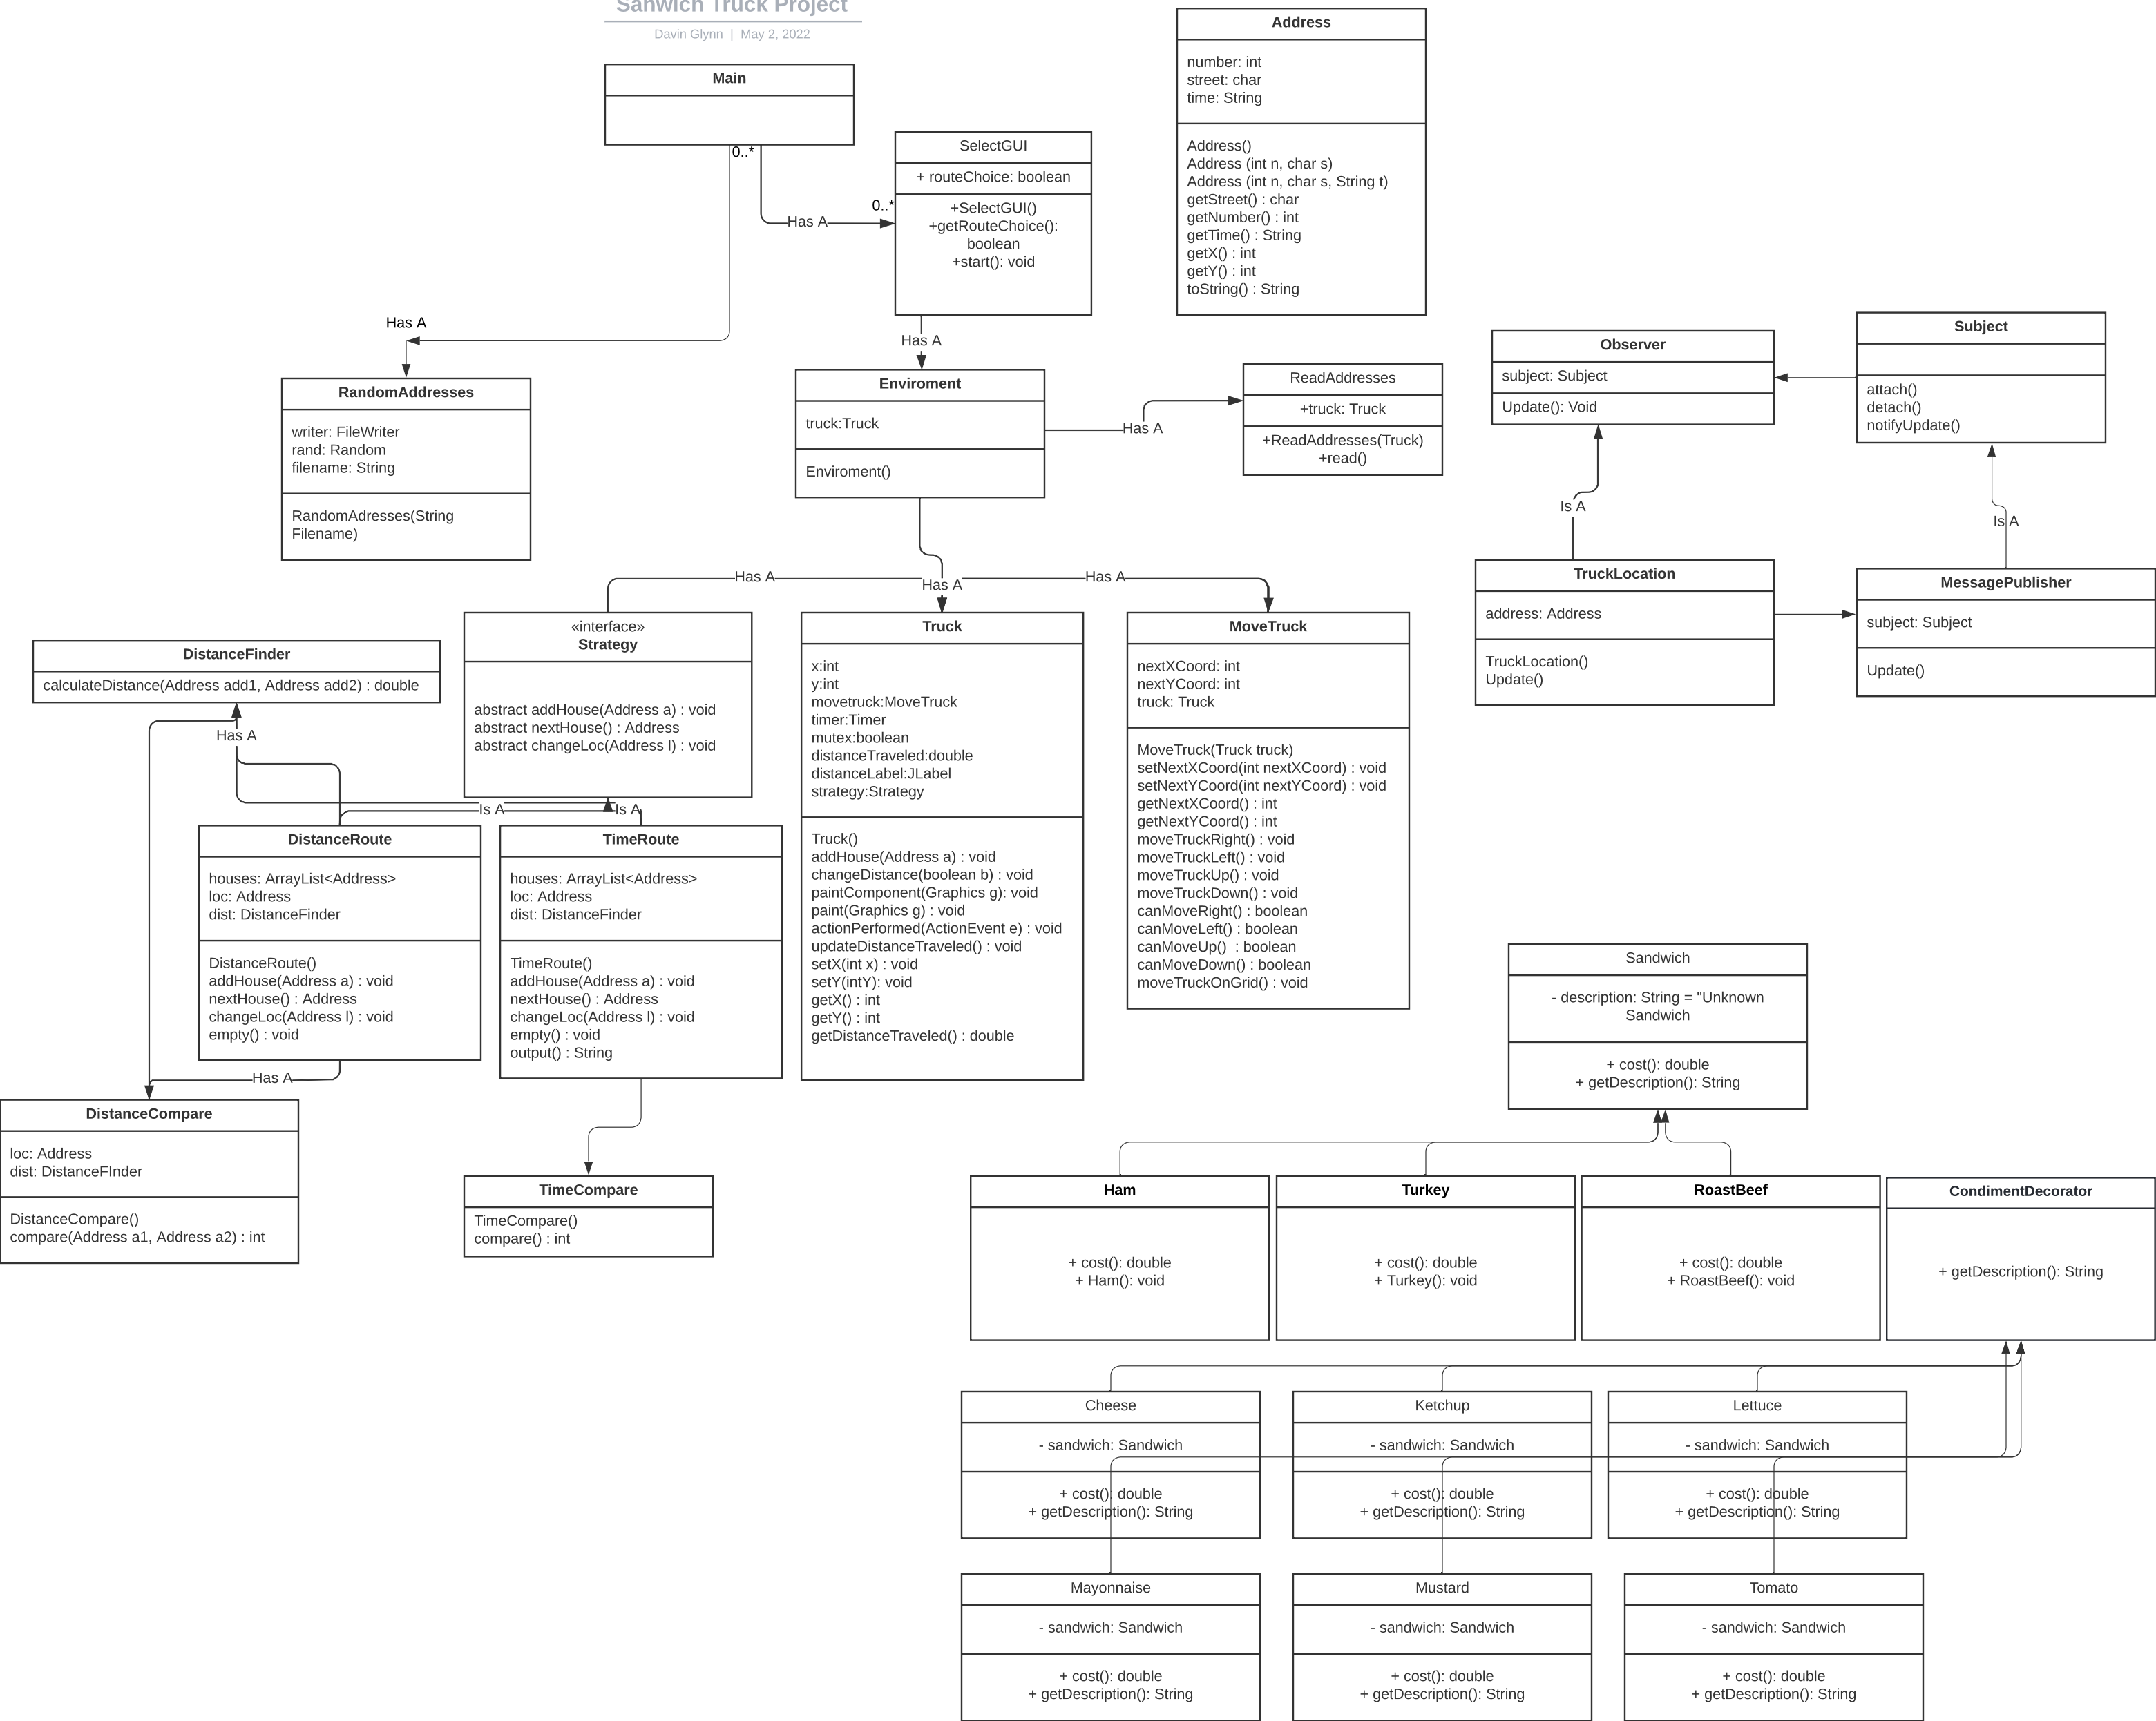 Sanwich Truck Project
Davin Glynn | May 2, 2022
Main
0..*
Has A
0..*
SelectGUI
+ routeChoice: boolean
+SelectGUI()
+getRouteChoice():
boolean
+start(): void
Address
number: int
street: char
time: String
Address()
Address (int n, char s)
Address (int n, char s, String t)
getStreet() : char
getNumber() : int
getTime() : String
getX() : int
getY() : int
toString() : String
Has A
RandomAddresses
writer: FileWriter
rand: Random
filename: String
RandomAdresses(String
Filename)
Has A
Enviroment
truck:Truck
Enviroment()
Has A
ReadAddresses
+truck: Truck
+ReadAddresses(Truck)
+read()
Observer
subject: Subject
Update(): Void
Subject
attach()
detach()
notifyUpdate()
Is A
Is A
TruckLocation
address: Address
TruckLocation()
Update()
MessagePublisher
subject: Subject
Update()
Has A
Has A
Has A
DistanceFinder
calculateDistance(Address add1, Address add2) : double
Has A
«interface»
Strategy
abstract addHouse(Address a) : void
abstract nextHouse() : Address
abstract changeLoc(Address l) : void
Is A
Is A
Truck
x:int
y:int
movetruck:MoveTruck
timer:Timer
mutex:boolean
distanceTraveled:double
distanceLabel:JLabel
strategy:Strategy
Truck()
addHouse(Address a) : void
changeDistance(boolean b) : void
paintComponent(Graphics g): void
paint(Graphics g) : void
actionPerformed(ActionEvent e) : void
updateDistanceTraveled() : void
setX(int x) : void
setY(intY): void
getX() : int
getY() : int
getDistanceTraveled() : double
MoveTruck
nextXCoord: int
nextYCoord: int
truck: Truck
MoveTruck(Truck truck)
setNextXCoord(int nextXCoord) : void
setNextYCoord(int nextYCoord) : void
getNextXCoord() : int
getNextYCoord() : int
moveTruckRight() : void
moveTruckLeft() : void
moveTruckUp() : void
moveTruckDown() : void
canMoveRight() : boolean
canMoveLeft() : boolean
canMoveUp()  : boolean
canMoveDown() : boolean
moveTruckOnGrid() : void
DistanceRoute
houses: ArrayList<Address>
loc: Address
dist: DistanceFinder
DistanceRoute()
addHouse(Address a) : void
nextHouse() : Address
changeLoc(Address l) : void
empty() : void
TimeRoute
houses: ArrayList<Address>
loc: Address
dist: DistanceFinder
TimeRoute()
addHouse(Address a) : void
nextHouse() : Address
changeLoc(Address l) : void
empty() : void
output() : String
Has A
DistanceCompare
loc: Address
dist: DistanceFInder
DistanceCompare()
compare(Address a1, Address a2) : int
TimeCompare
TimeCompare()
compare() : int
Sandwich
- description: String = "Unknown
Sandwich
+ cost(): double
+ getDescription(): String
Ham
+ cost(): double
+ Ham(): void
Turkey
+ cost(): double
+ Turkey(): void
RoastBeef
+ cost(): double
+ RoastBeef(): void
CondimentDecorator
+ getDescription(): String
Cheese
- sandwich: Sandwich
+ cost(): double
+ getDescription(): String
Ketchup
- sandwich: Sandwich
+ cost(): double
+ getDescription(): String
Lettuce
- sandwich: Sandwich
+ cost(): double
+ getDescription(): String
Mayonnaise
- sandwich: Sandwich
+ cost(): double
+ getDescription(): String
Mustard
- sandwich: Sandwich
+ cost(): double
+ getDescription(): String
Tomato
- sandwich: Sandwich
+ cost(): double
+ getDescription(): String